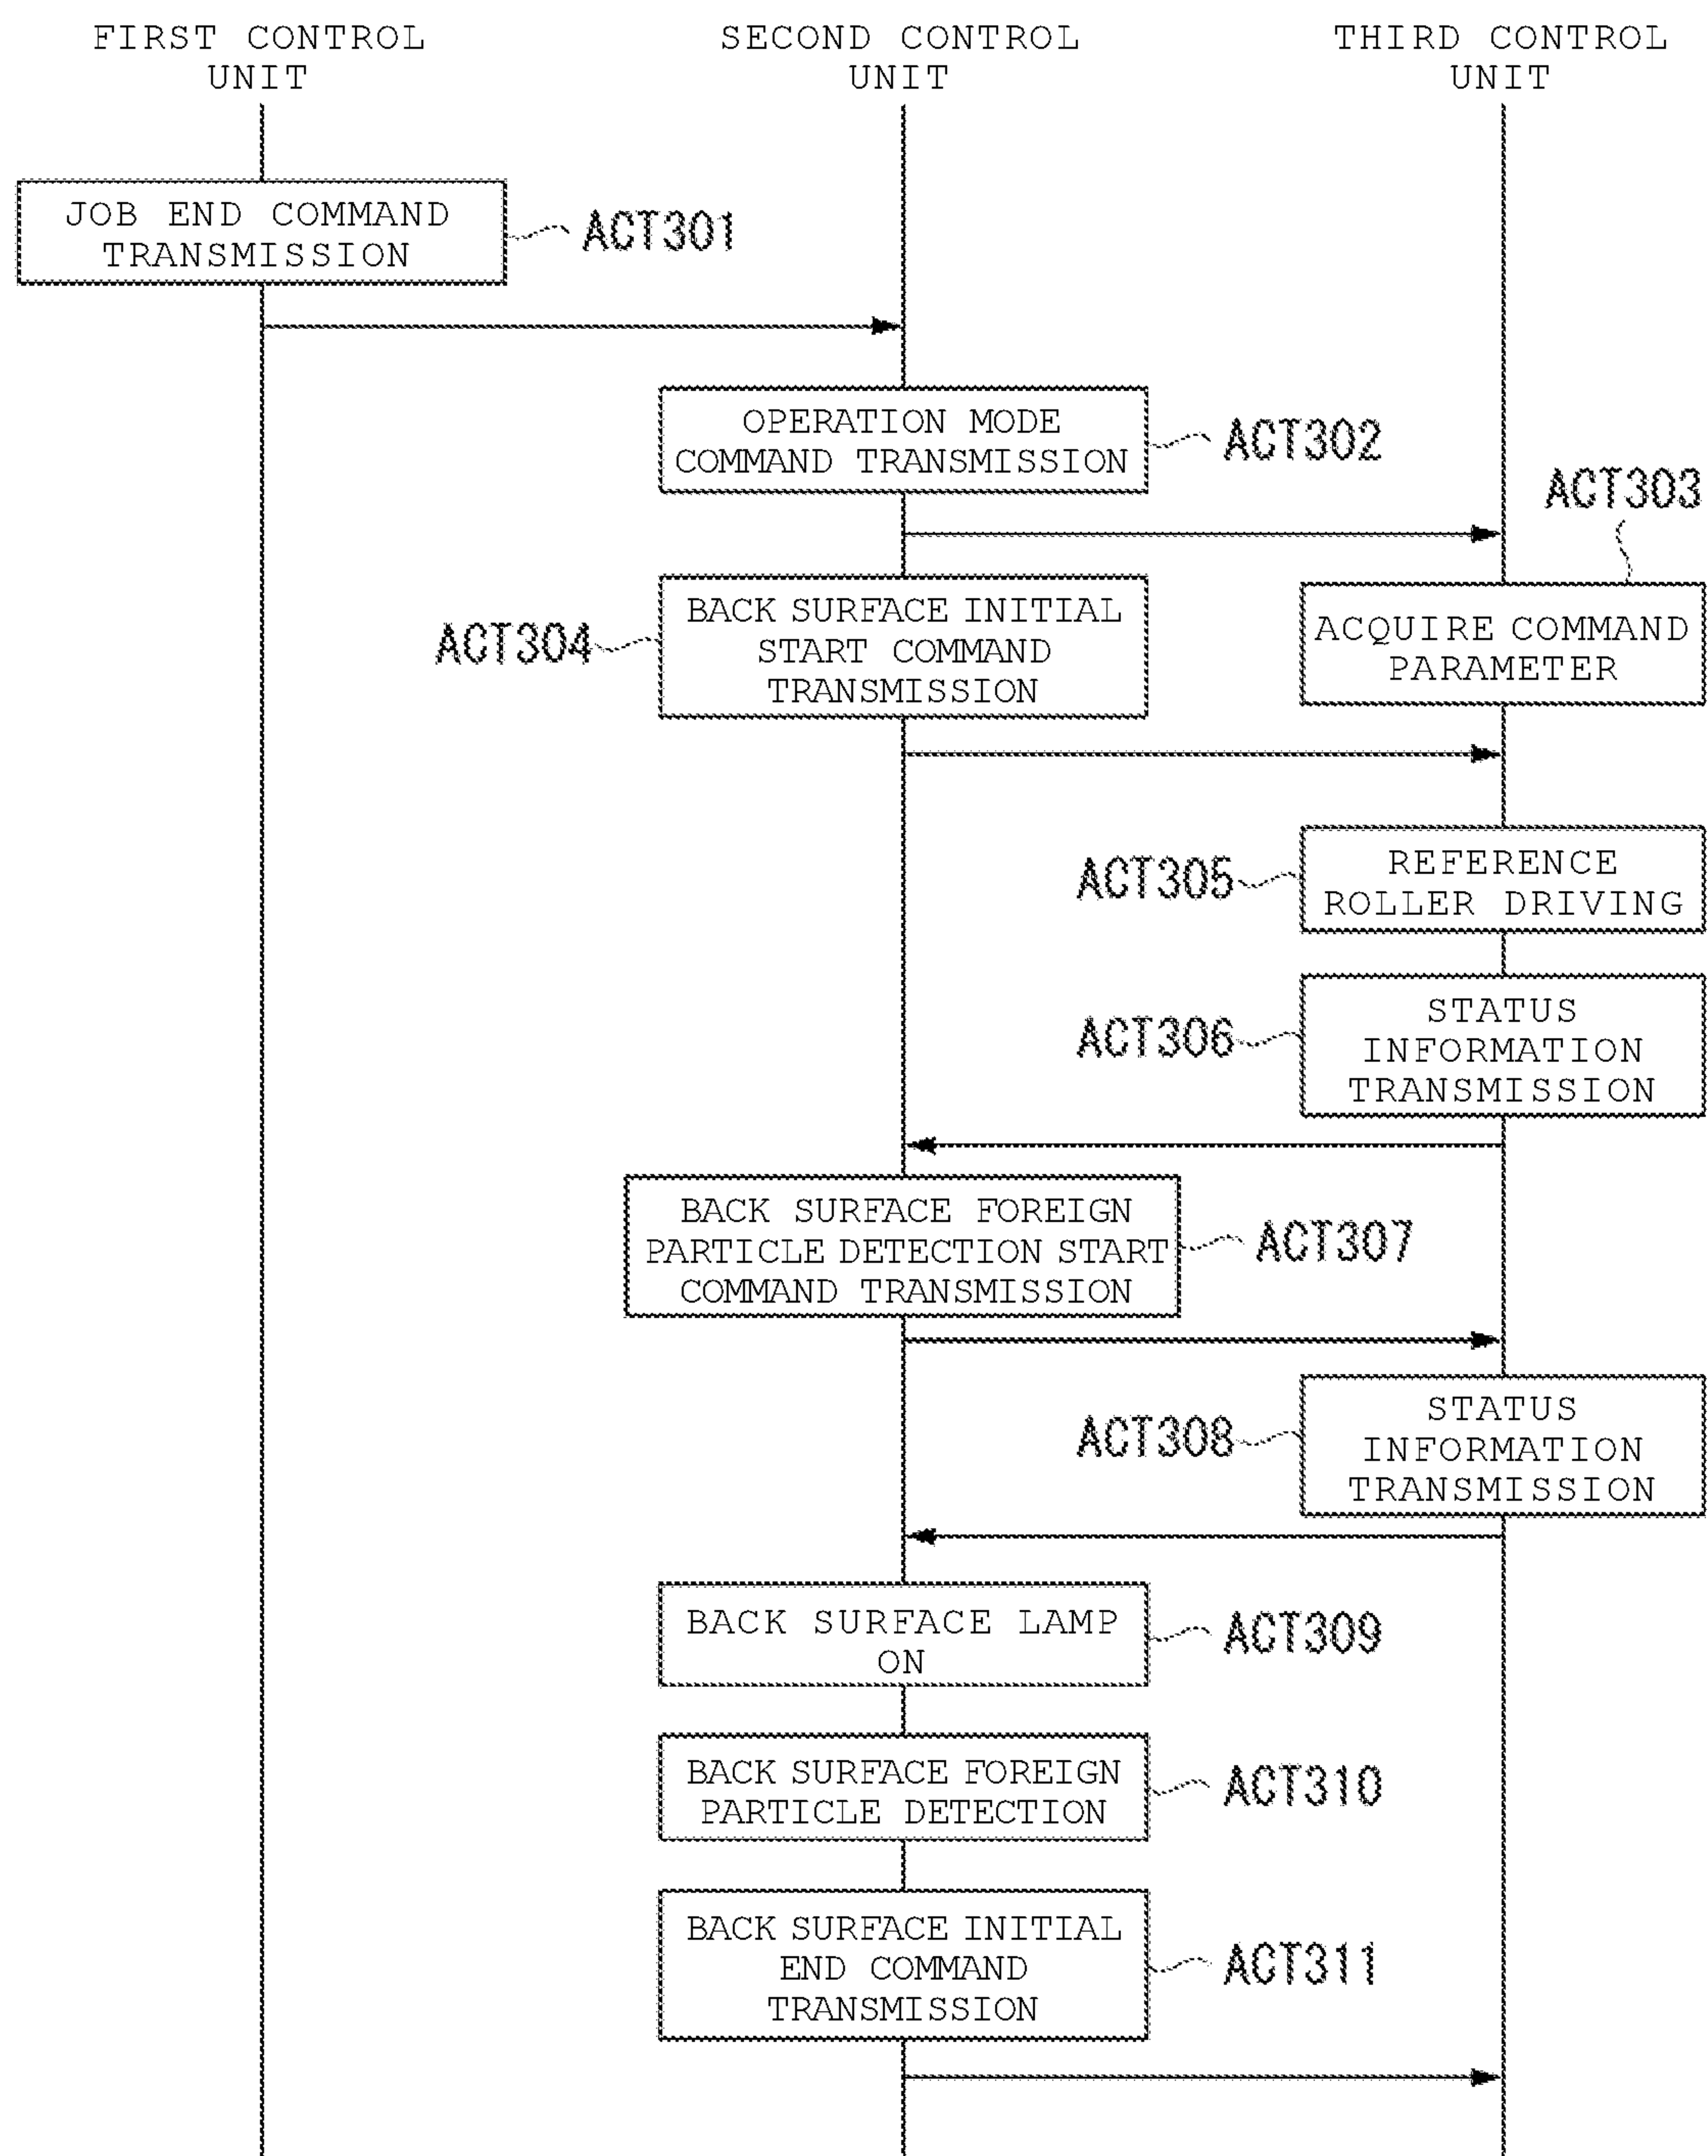 FIRST CONTROL
UNIT
SECOND CONTROL
UNIT
THIRD CONTROL
UNIT
JOB END COMMAND
TRANSMISSION
ACT301
OPERATION MODE
COMMAND TRANSMISSION
ACT302
ACT303
ACT304
BACK SURFACE INITIAL
START COMMAND
TRANSMISSION
ACQUIRE COMMAND
PARAMETER
ACT305
REFERENCE
ROLLER DRIVING
ACT306
STATUS
INFORMATION
TRANSMISSION
BACK SURFACE FOREIGN
PARTICLE DETECTION START
COMMAND TRANSMISSION
ACT307
ACT308
STATUS
INFORMATION
TRANSMISSION
BACK SURFACE LAMP
ON
ACT309
BACK SURFACE FOREIGN
PARTICLE DETECTION
ACT310
BACK SURFACE INITIAL
END COMMAND
TRANSMISSION
ACT311